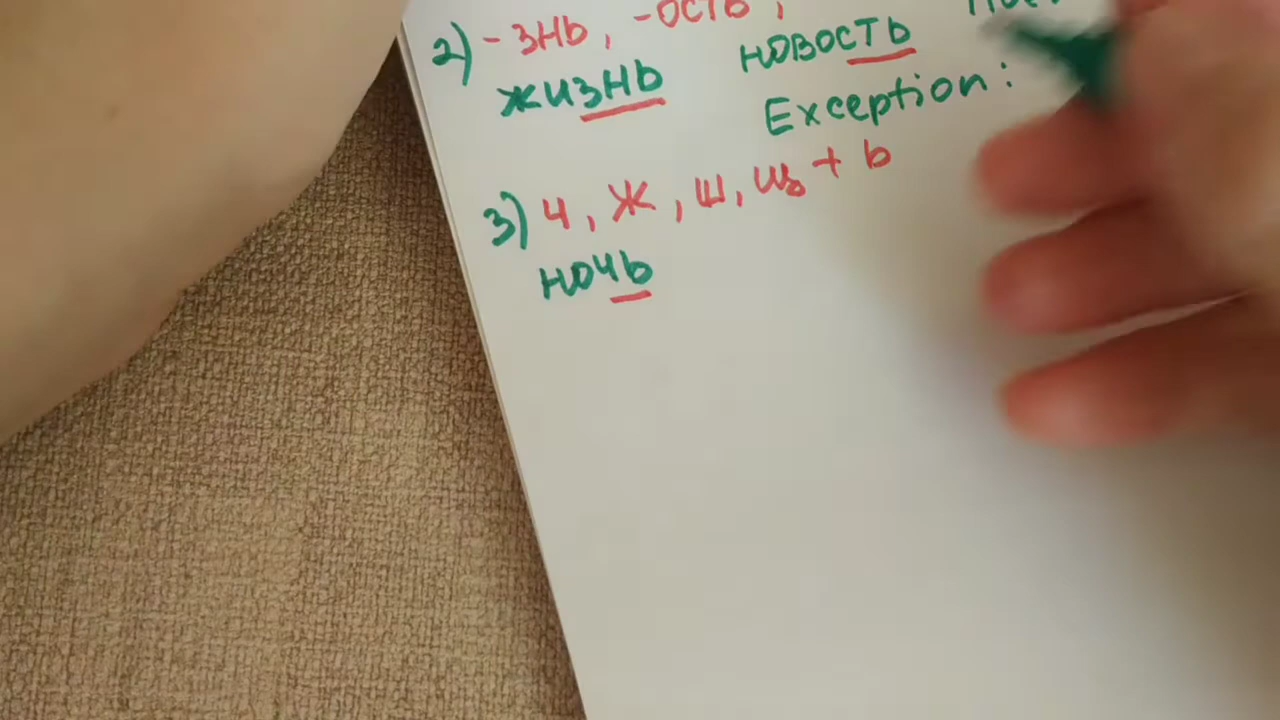 2) -знь, -ость,
жизнь новость
Exception:
3) ч, ж, ш, щ + ь
ночь